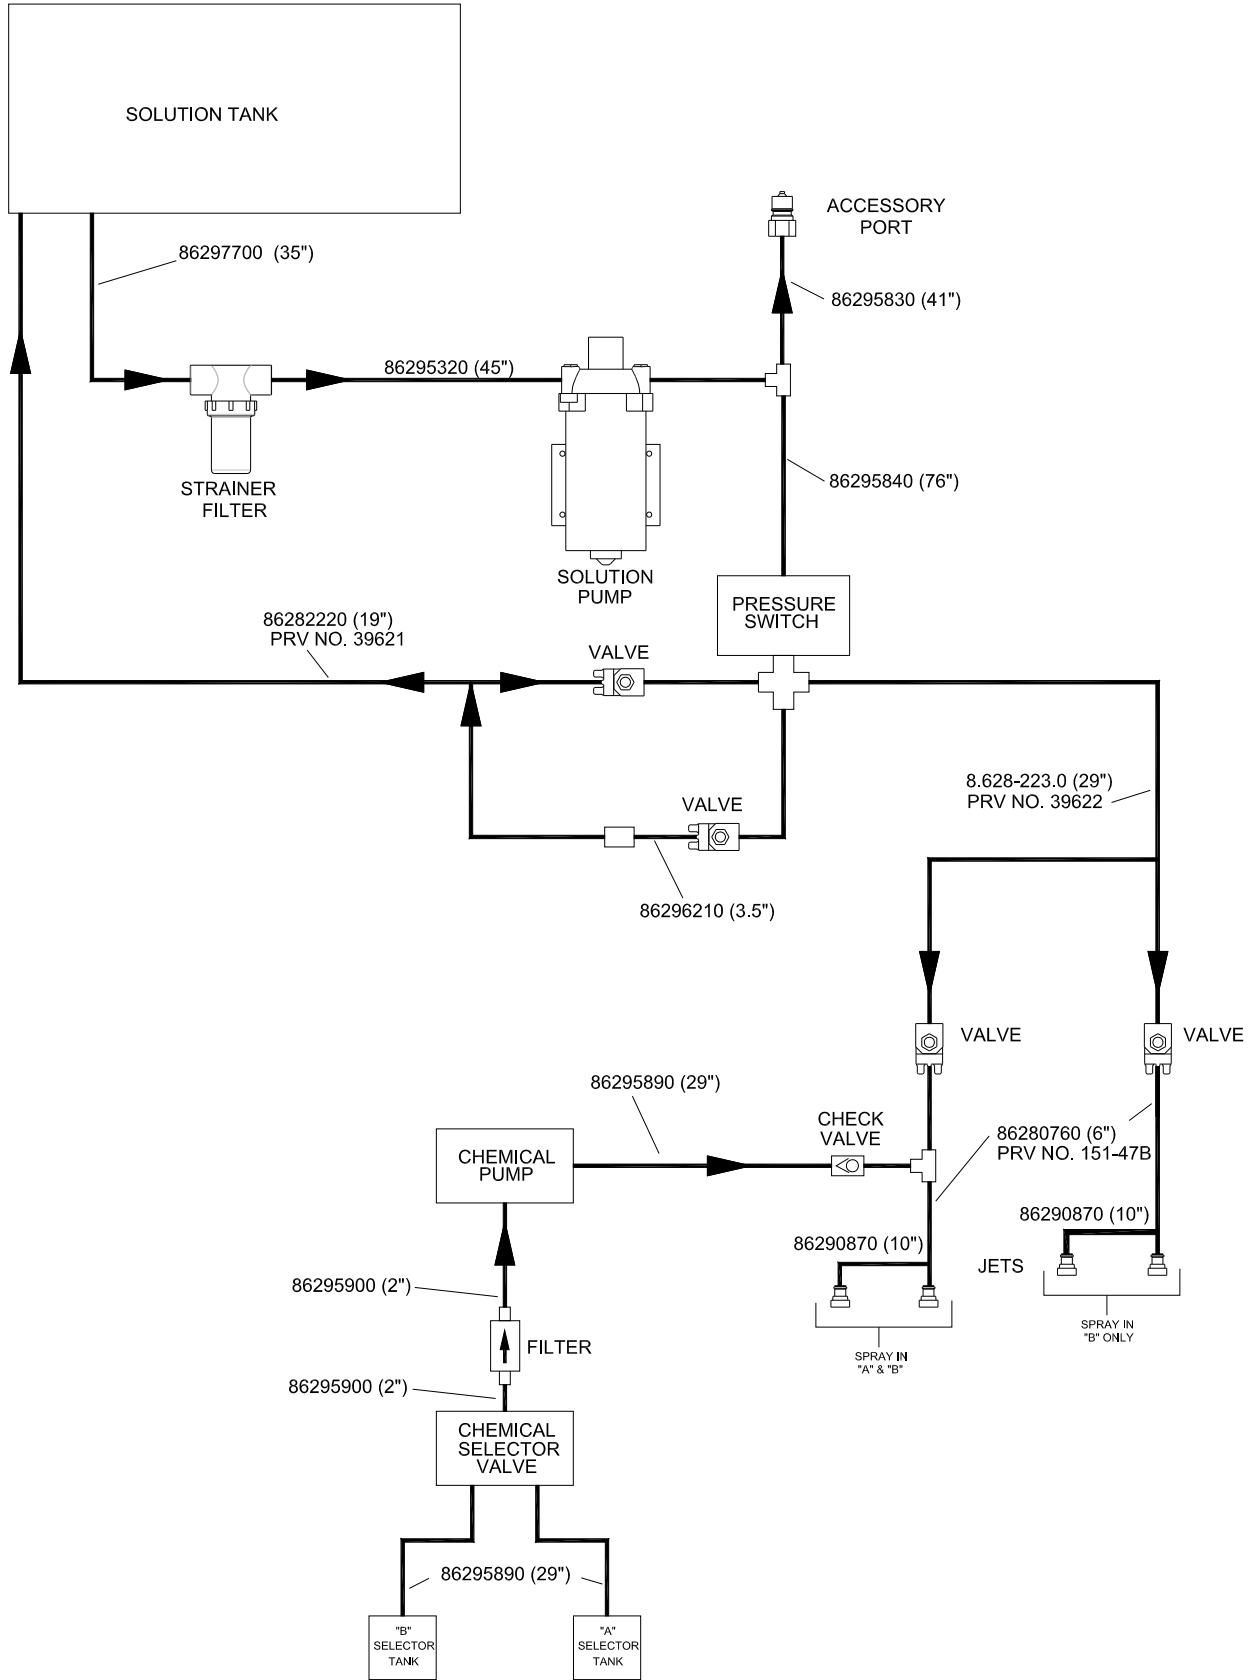 SOLUTION TANK
ACCESSORY
PORT
86297700 (35")
86295830 (41")
86295320 (45")
86295840 (76")
STRAINER
FILTER
SOLUTION
PUMP
PRESSURE
SWITCH
86282220 (19")
PRV NO. 39621
VALVE
8.628-223.0 (29")
PRV NO. 39622
VALVE
86296210 (3.5")
VALVE
VALVE
86295890 (29")
CHECK
VALVE
86280760 (6")
PRV NO. 151-47B
CHEMICAL
PUMP
86290870 (10")
86290870 (10")
JETS
86295900 (2")
SPRAY IN
"B" ONLY
FILTER
SPRAY IN
"A" & "B"
86295900 (2")
CHEMICAL
SELECTOR
VALVE
86295890 (29")
"B"
SELECTOR
TANK
"A"
SELECTOR
TANK